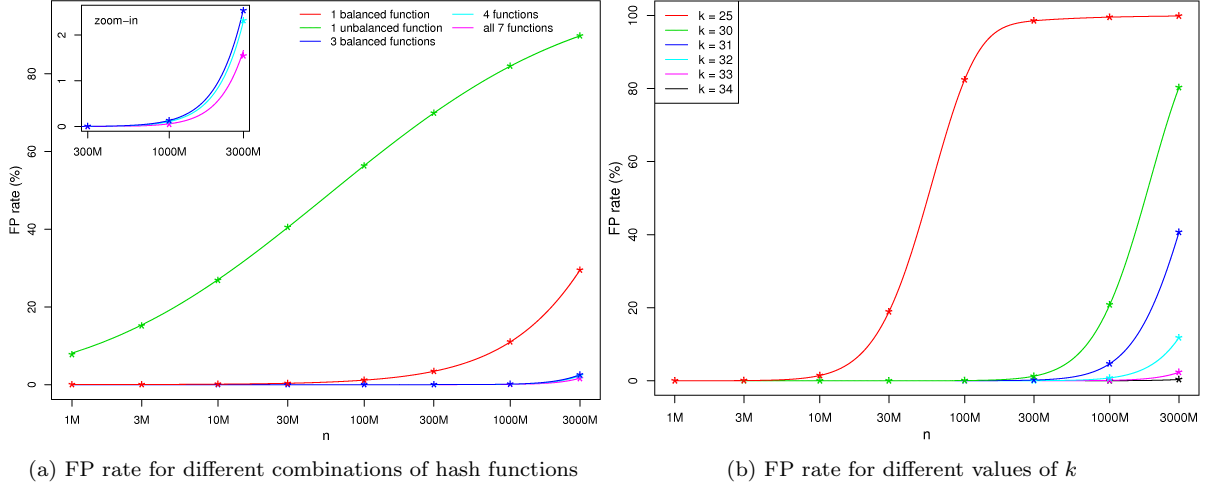 zoom−in
2
1
0
300M
1000M
3000M
1 balanced function
1 unbalanced function
3 balanced functions
4 functions
all 7 functions
FP rate (%)
80
60
40
20
0
1M
3M
10M
30M
100M
300M
1000M
3000M
n
(a) FP rate for different combinations of hash functions
k = 25
k = 30
k = 31
k = 32
k = 33
k = 34
FP rate (%)
100
80
60
40
20
0
1M
3M
10M
30M
100M
300M
1000M
3000M
n
(b) FP rate for different values of k